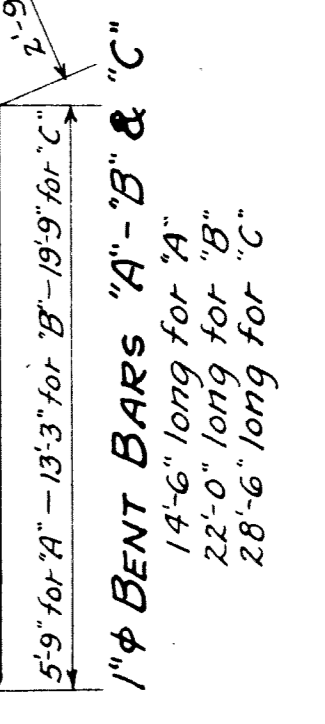 2'-9
5'-9" for "A" — 13'-3" for "B" — 19'-9" for "C"
1"ϕ BENT BARS "A"-"B" & "C"
14'-6" long for "A"
22'-0" long for "B"
28'-6" long for "C"